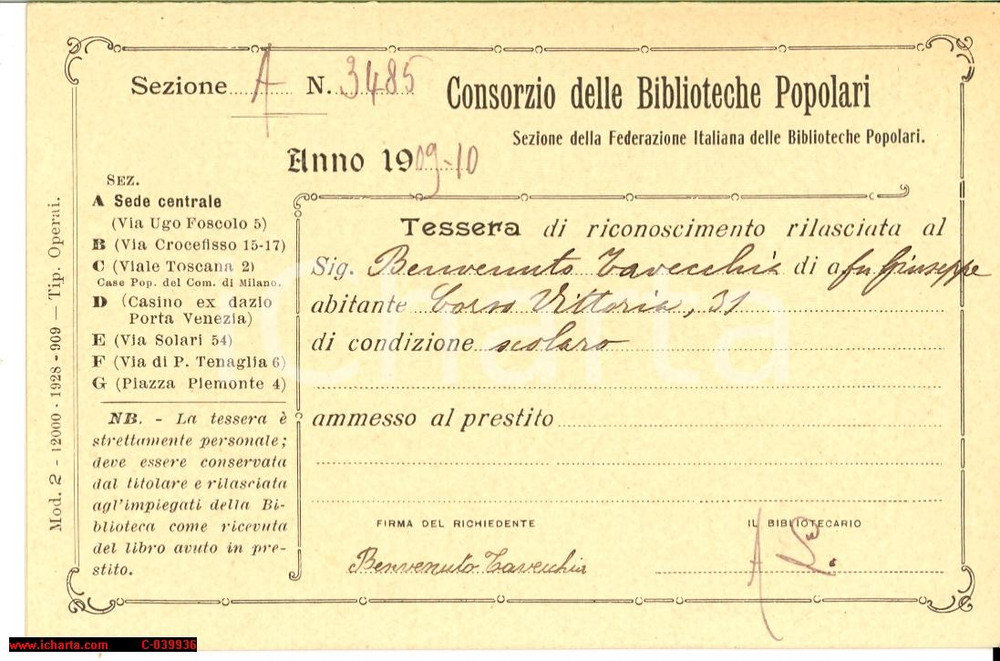 Sezione A N. 3485
Consorzio delle Biblioteche Popolari
Sezione della Federazione Italiana delle Biblioteche Popolari.
Anno 1909-10
SEZ.
A Sede centrale
(Via Ugo Foscolo 5)
B (Via Crocefisso 15-17)
C (Viale Toscana 2)
Case Pop. del Com. di Milano.
D (Casino ex dazio
Porta Venezia)
E (Via Solari 54)
F (Via di P. Tenaglia 6)
G (Piazza Piemonte 4)
NB. - La tessera è
strettamente personale;
deve essere conservata
dal titolare e rilasciata
agl'impiegati della Bi-
blioteca come ricevuta
del libro avuto in pre-
stito.
Mod. 2 - 12000 - 1928 - 909 - Tip. Operai.
Tessera di riconoscimento rilasciata al
Sig. Benvenuto Tavecchia di a fu Giuseppe
abitante Corso Vittoria, 31
di condizione scolaro
ammesso al prestito
FIRMA DEL RICHIEDENTE
Benvenuto Tavecchia
IL BIBLIOTECARIO
Charta
www.icharta.com C-039936